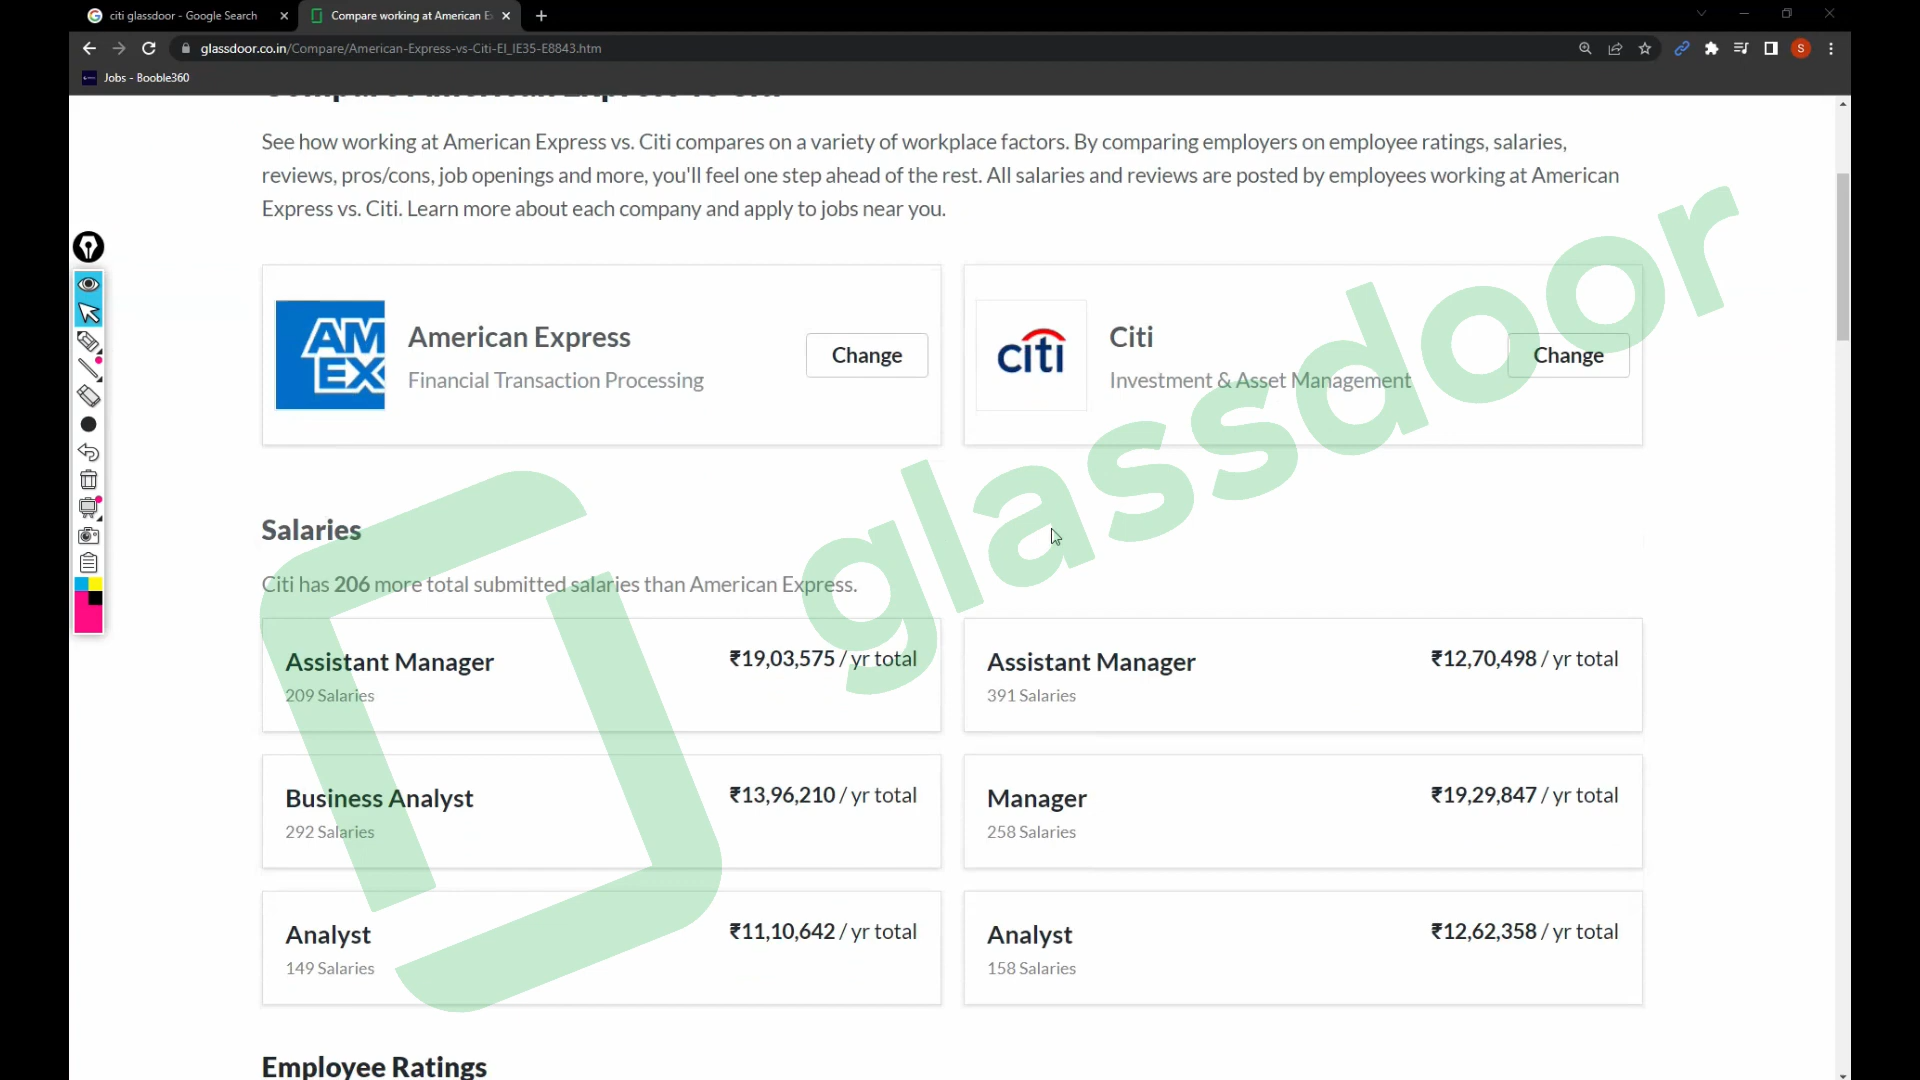 citi glassdoor - Google Search
Compare working at American E
glassdoor.co.in/Compare/American-Express-vs-Citi-EI_IE35-E8843.htm
S
Jobs - Booble360
Compare American Express vs Citi
See how working at American Express vs. Citi compares on a variety of workplace factors. By comparing employers on employee ratings, salaries,
reviews, pros/cons, job openings and more, you'll feel one step ahead of the rest. All salaries and reviews are posted by employees working at American
Express vs. Citi. Learn more about each company and apply to jobs near you.
AM
EX
American Express
Financial Transaction Processing
Change
citi
Citi
Investment & Asset Management
Change
glassdoor
Salaries
Citi has 206 more total submitted salaries than American Express.
Assistant Manager
₹19,03,575 / yr total
209 Salaries
Assistant Manager
₹12,70,498 / yr total
391 Salaries
Business Analyst
₹13,96,210 / yr total
292 Salaries
Manager
₹19,29,847 / yr total
258 Salaries
Analyst
₹11,10,642 / yr total
149 Salaries
Analyst
₹12,62,358 / yr total
158 Salaries
Employee Ratings